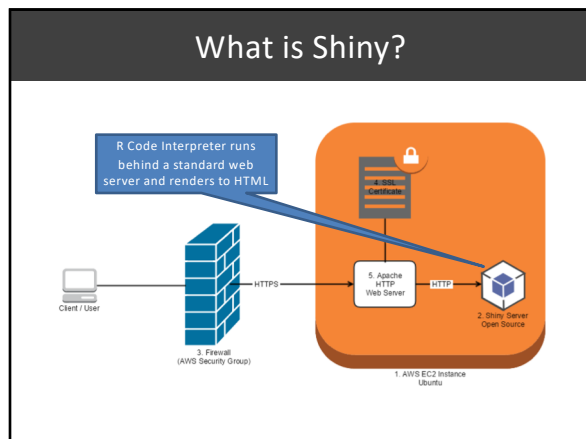 What is Shiny?
R Code Interpreter runs
behind a standard web
server and renders to HTML
4. SSL
Certificate
Client / User
HTTPS
5. Apache
HTTP
Web Server
HTTP
2. Shiny Server
Open Source
3. Firewall
(AWS Security Group)
1. AWS EC2 Instance
Ubuntu